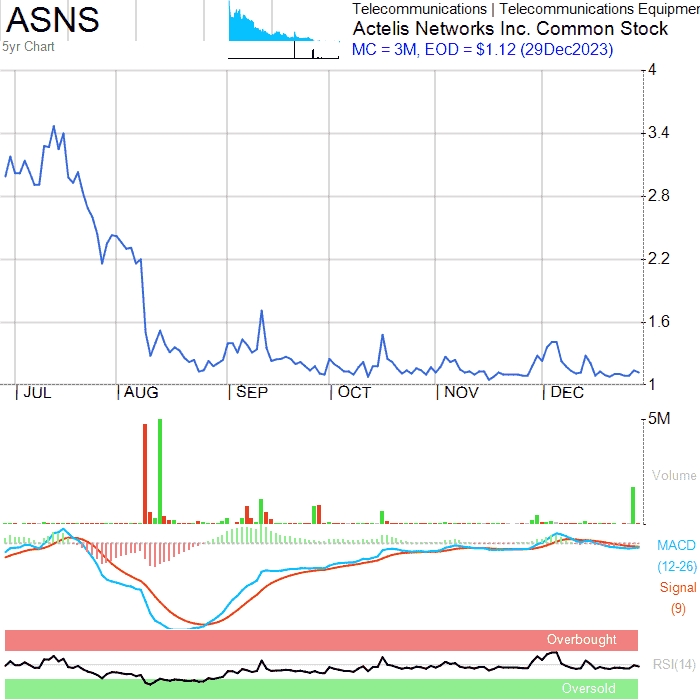 ASNS
5yr Chart
Telecommunications | Telecommunications Equipmen
Actelis Networks Inc. Common Stock
MC = 3M, EOD = $1.12 (29Dec2023)
4
3.4
2.8
2.2
1.6
1
JUL AUG SEP OCT NOV DEC
5M
Volume
MACD
(12-26)
Signal
(9)
Overbought
RSI(14)
Oversold